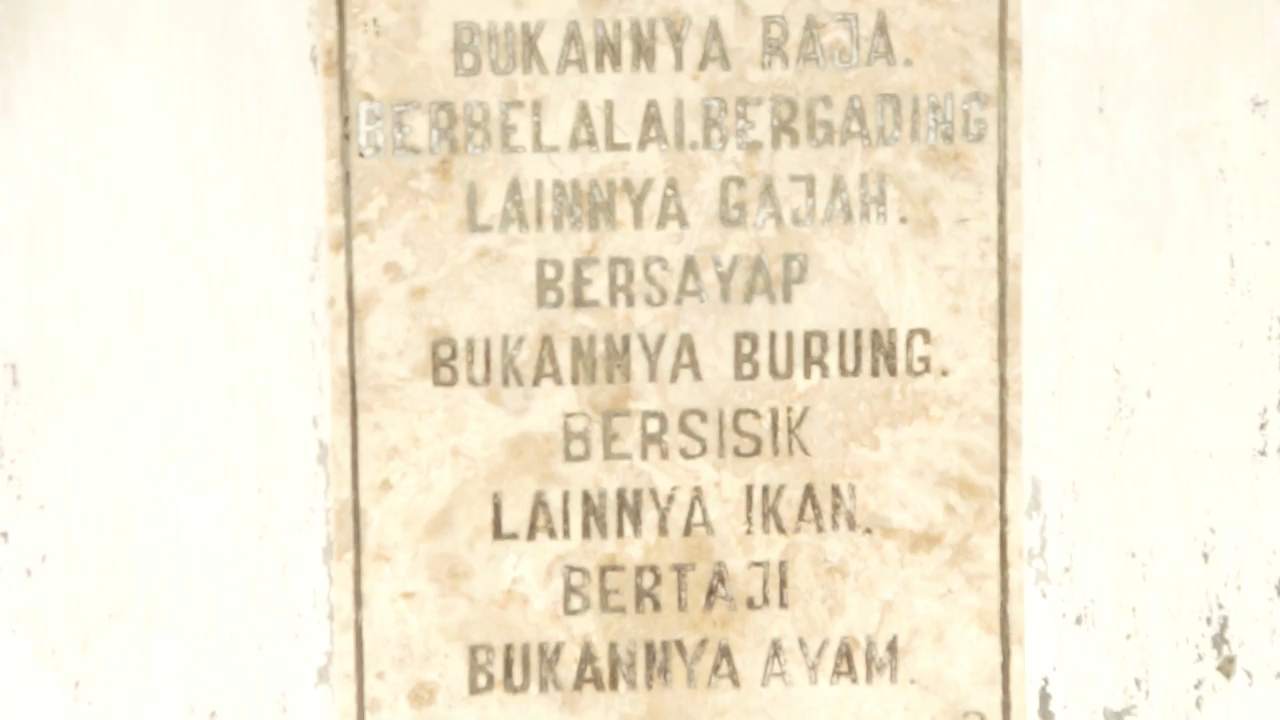 BUKANNYA RAJA.
BERBELALAI.BERGADING
LAINNYA GAJAH.
BERSAYAP
BUKANNYA BURUNG.
BERSISIK
LAINNYA IKAN.
BERTAJI
BUKANNYA AYAM.